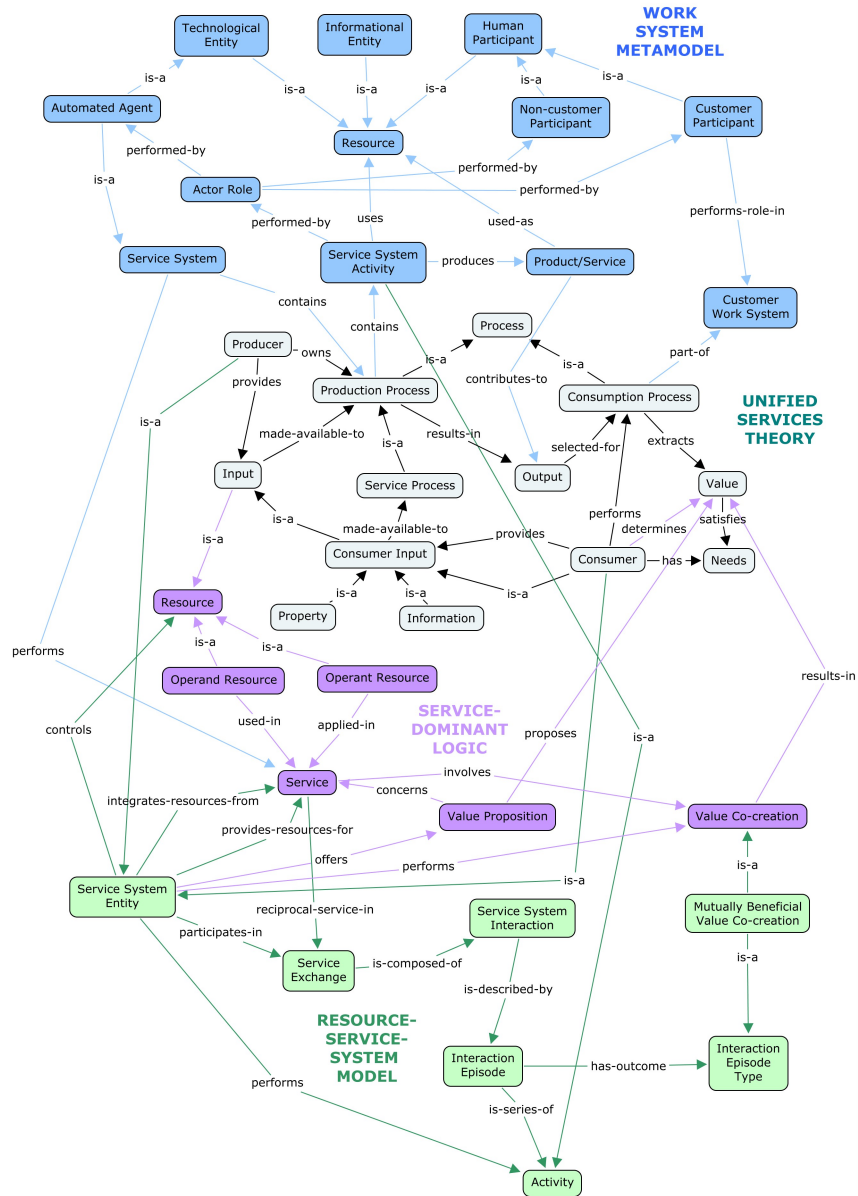 WORK
SYSTEM
METAMODEL
Technological
Entity
Informational
Entity
Human
Participant
is-a
is-a
is-a
is-a
is-a
is-a
Automated Agent
Non-customer
Participant
Customer
Participant
Resource
performed-by
performed-by
is-a
Actor Role
performed-by
performed-by
uses
used-as
performs-role-in
Service System
Service System
Activity
produces
Product/Service
contains
Customer
Work System
contains
Process
Producer
owns
is-a
is-a
part-of
provides
Production Process
contributes-to
Consumption Process
UNIFIED
SERVICES
THEORY
is-a
made-available-to
is-a
results-in
selected-for
extracts
Input
Service Process
Output
Value
is-a
made-available-to
provides
performs
determines
satisfies
is-a
Consumer Input
Consumer
has
Needs
is-a
is-a
is-a
Resource
Property
Information
is-a
is-a
performs
Operand Resource
Operant Resource
results-in
used-in
applied-in
SERVICE-
DOMINANT
LOGIC
controls
proposes
is-a
Service
involves
concerns
integrates-resources-from
Value Proposition
Value Co-creation
provides-resources-for
offers
performs
is-a
is-a
Service System
Entity
reciprocal-service-in
Service System
Interaction
Mutually Beneficial
Value Co-creation
participates-in
Service
Exchange
is-composed-of
is-a
is-described-by
RESOURCE-
SERVICE-
SYSTEM
MODEL
Interaction
Episode
has-outcome
Interaction
Episode
Type
performs
is-series-of
Activity